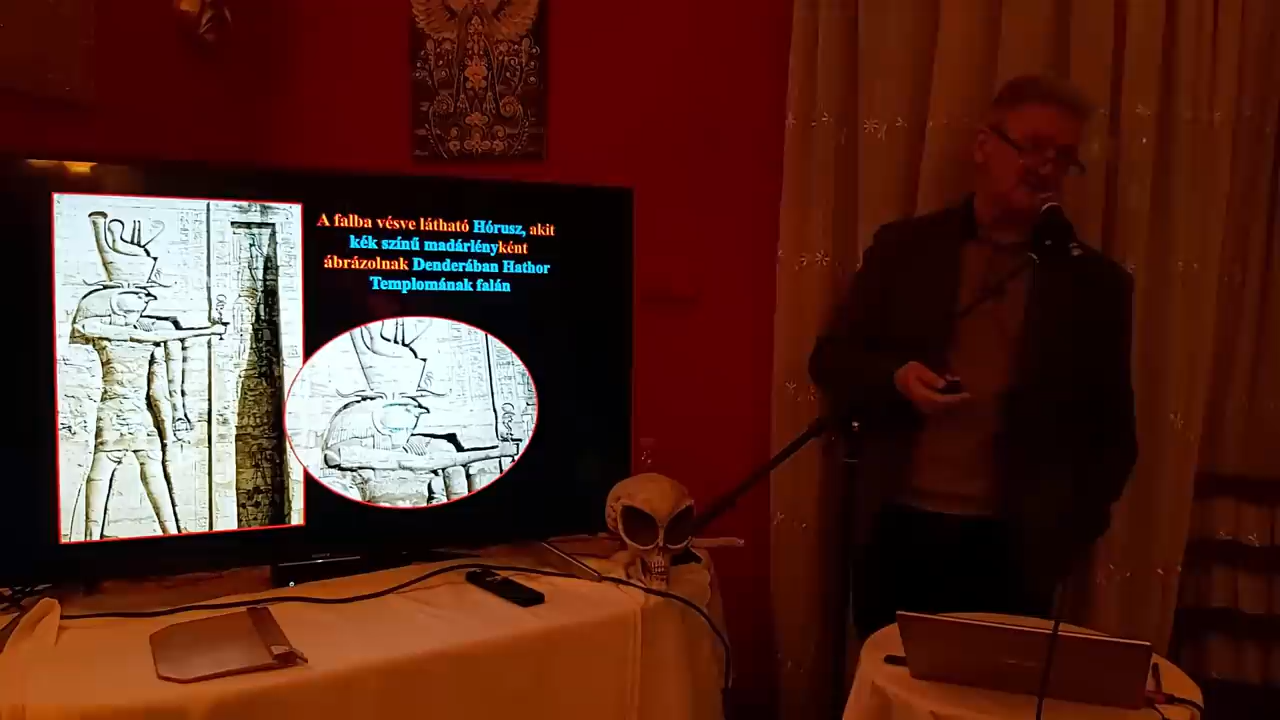 A falba vésve látható Hórusz, akit
kék színű madárlényként
ábrázolnak Denderában Hathor
Templomának falán